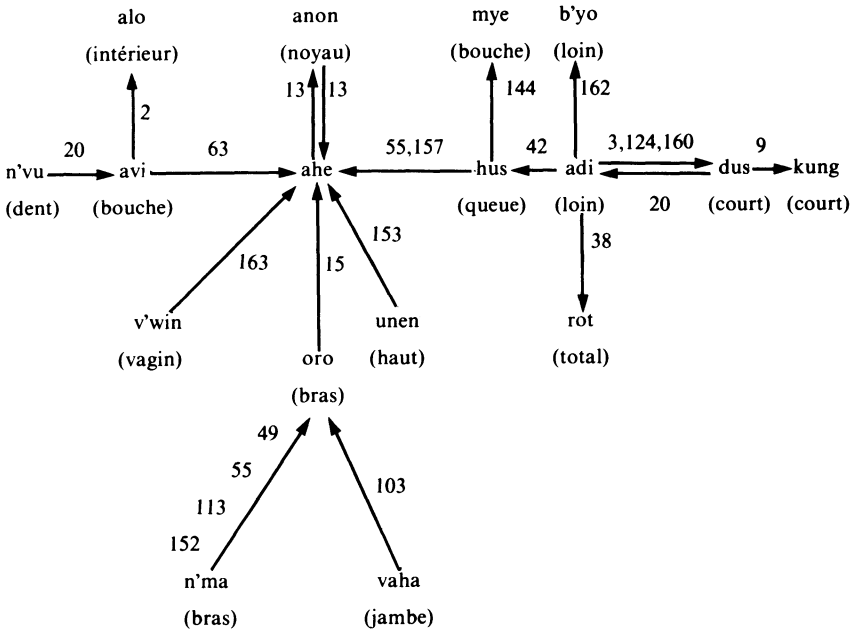 alo anon mye b'yo
(intérieur) (noyau) (bouche) (loin)
13 13 144 162
2
20 63 55,157 42 3,124,160 9
n'vu avi ahe hus adi dus kung
(dent) (bouche) (queue) (loin) 20 (court) (court)
163 15 153 38
v'win unen rot
(vagin) oro (haut) (total)
(bras)
49
55
103
113
152
n'ma vaha
(bras) (jambe)